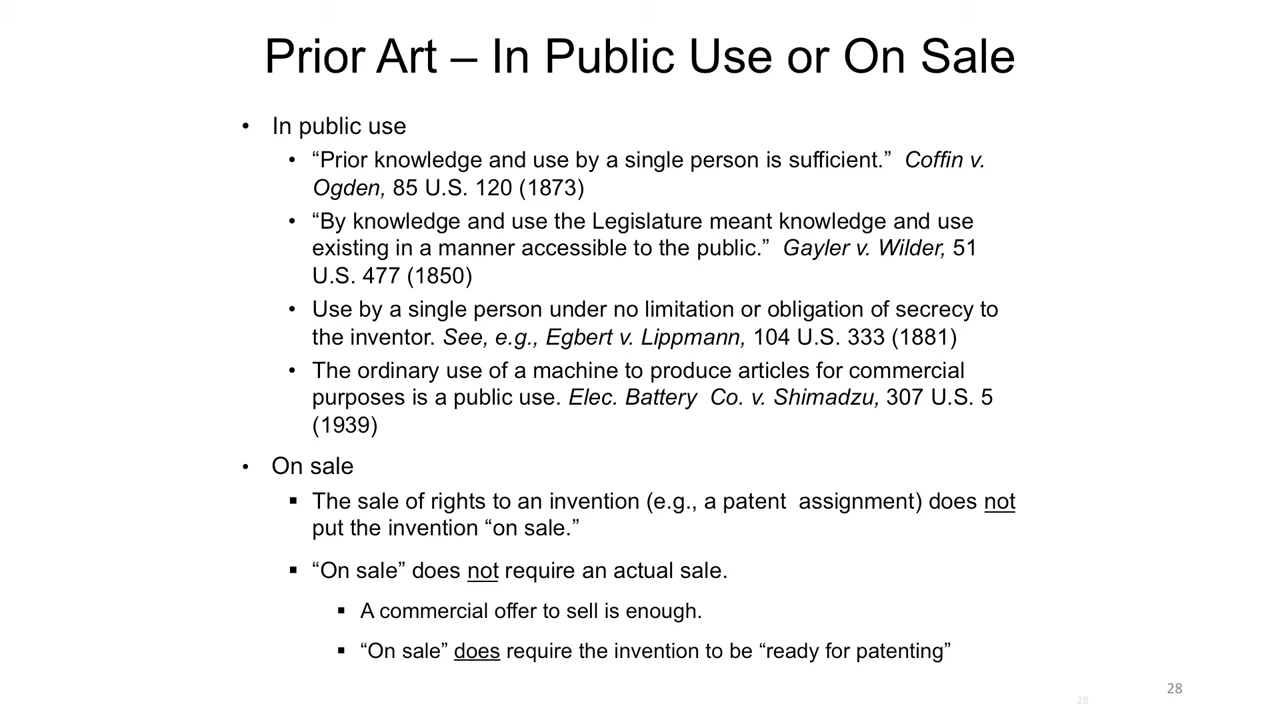 Prior Art – In Public Use or On Sale
• In public use
• “Prior knowledge and use by a single person is sufficient.”  Coffin v.
Ogden, 85 U.S. 120 (1873)
• “By knowledge and use the Legislature meant knowledge and use
existing in a manner accessible to the public.”  Gayler v. Wilder, 51
U.S. 477 (1850)
• Use by a single person under no limitation or obligation of secrecy to
the inventor. See, e.g., Egbert v. Lippmann, 104 U.S. 333 (1881)
• The ordinary use of a machine to produce articles for commercial
purposes is a public use. Elec. Battery  Co. v. Shimadzu, 307 U.S. 5
(1939)
• On sale
▪ The sale of rights to an invention (e.g., a patent  assignment) does not
put the invention “on sale.”
▪ “On sale” does not require an actual sale.
▪ A commercial offer to sell is enough.
▪ “On sale” does require the invention to be “ready for patenting”
28
28